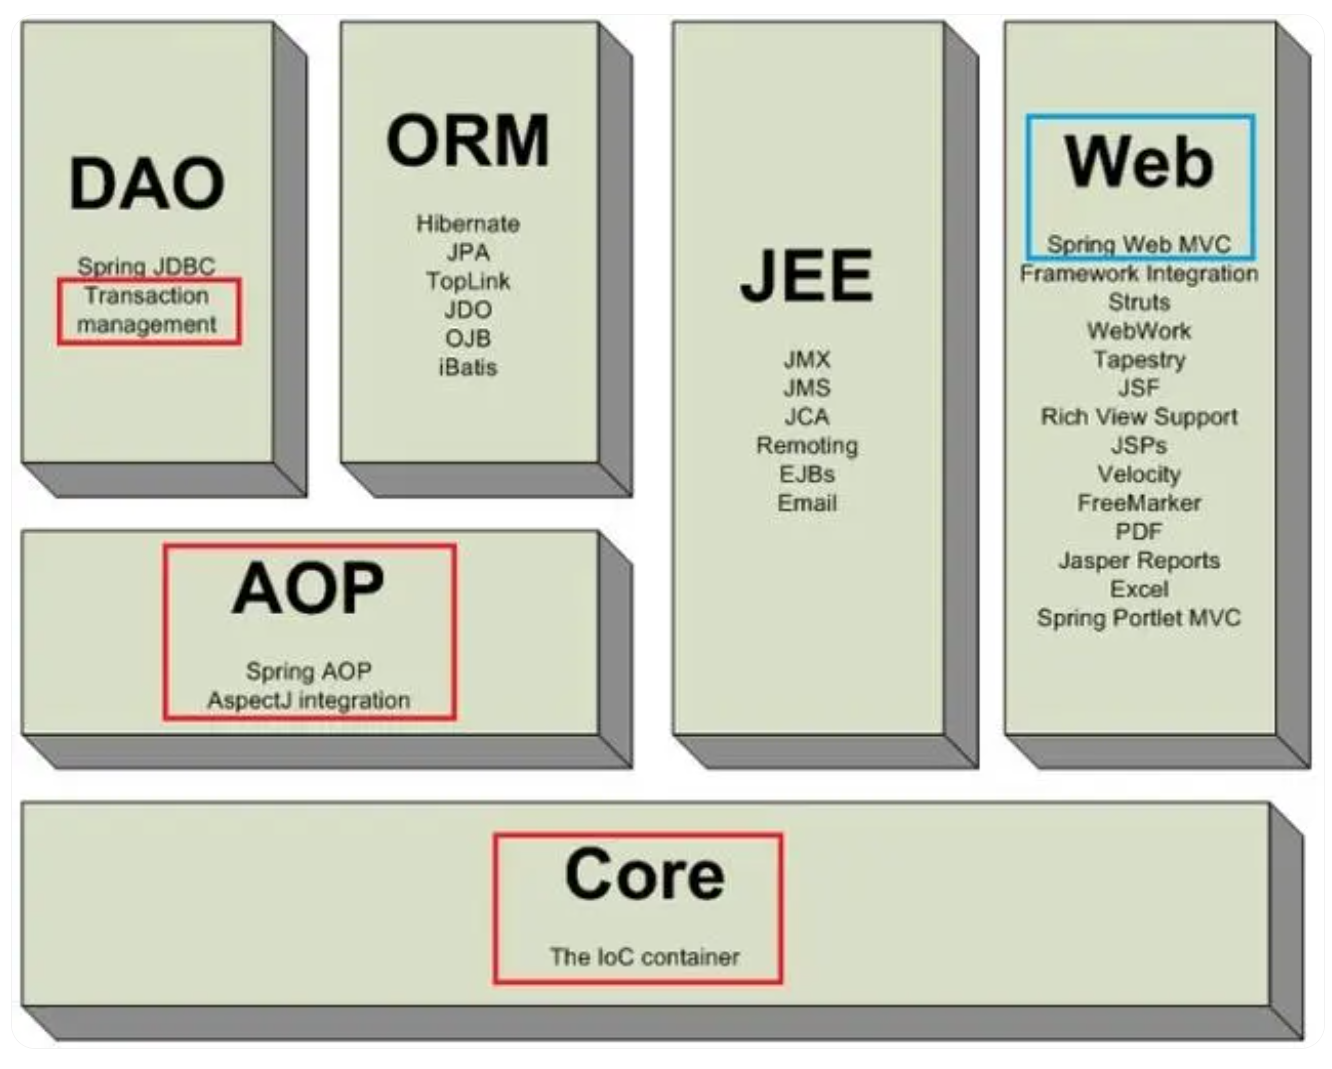 DAO
Spring JDBC
Transaction
management
ORM
Hibernate
JPA
TopLink
JDO
OJB
iBatis
JEE
JMX
JMS
JCA
Remoting
EJBs
Email
Web
Spring Web MVC
Framework Integration
Struts
WebWork
Tapestry
JSF
Rich View Support
JSPs
Velocity
FreeMarker
PDF
Jasper Reports
Excel
Spring Portlet MVC
AOP
Spring AOP
AspectJ integration
Core
The IoC container